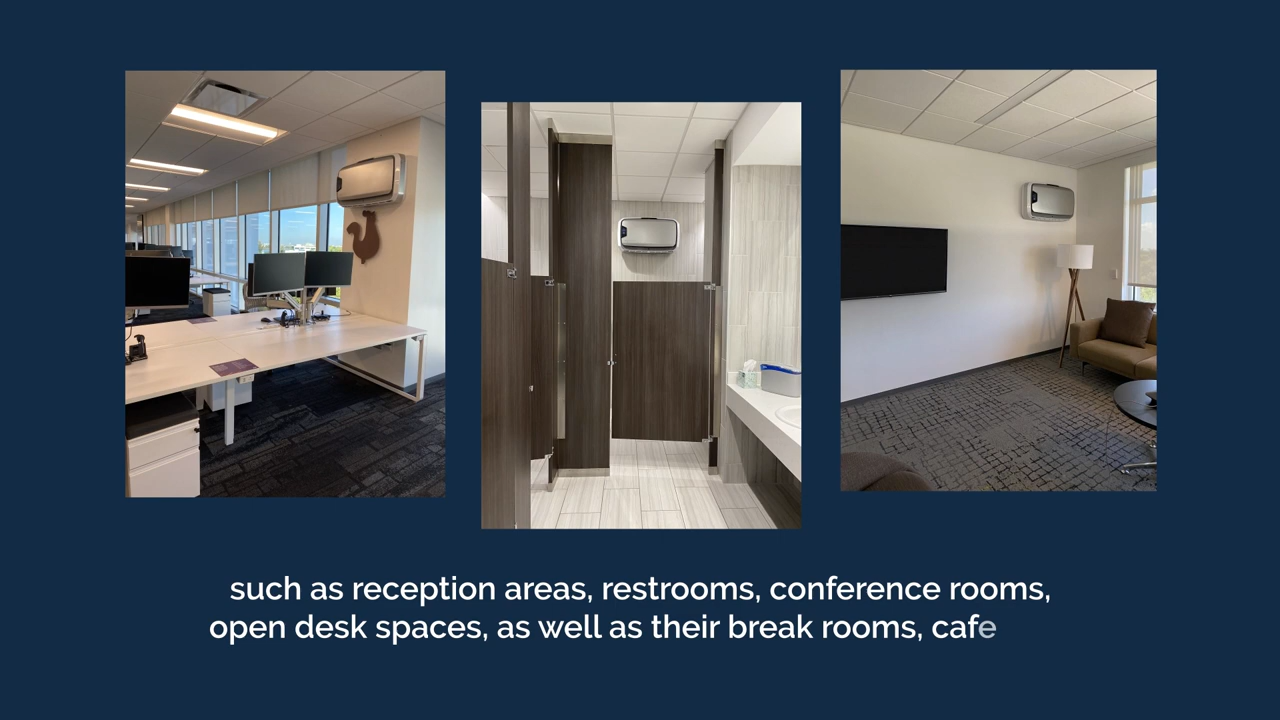 such as reception areas, restrooms, conference rooms,
open desk spaces, as well as their break rooms, cafe